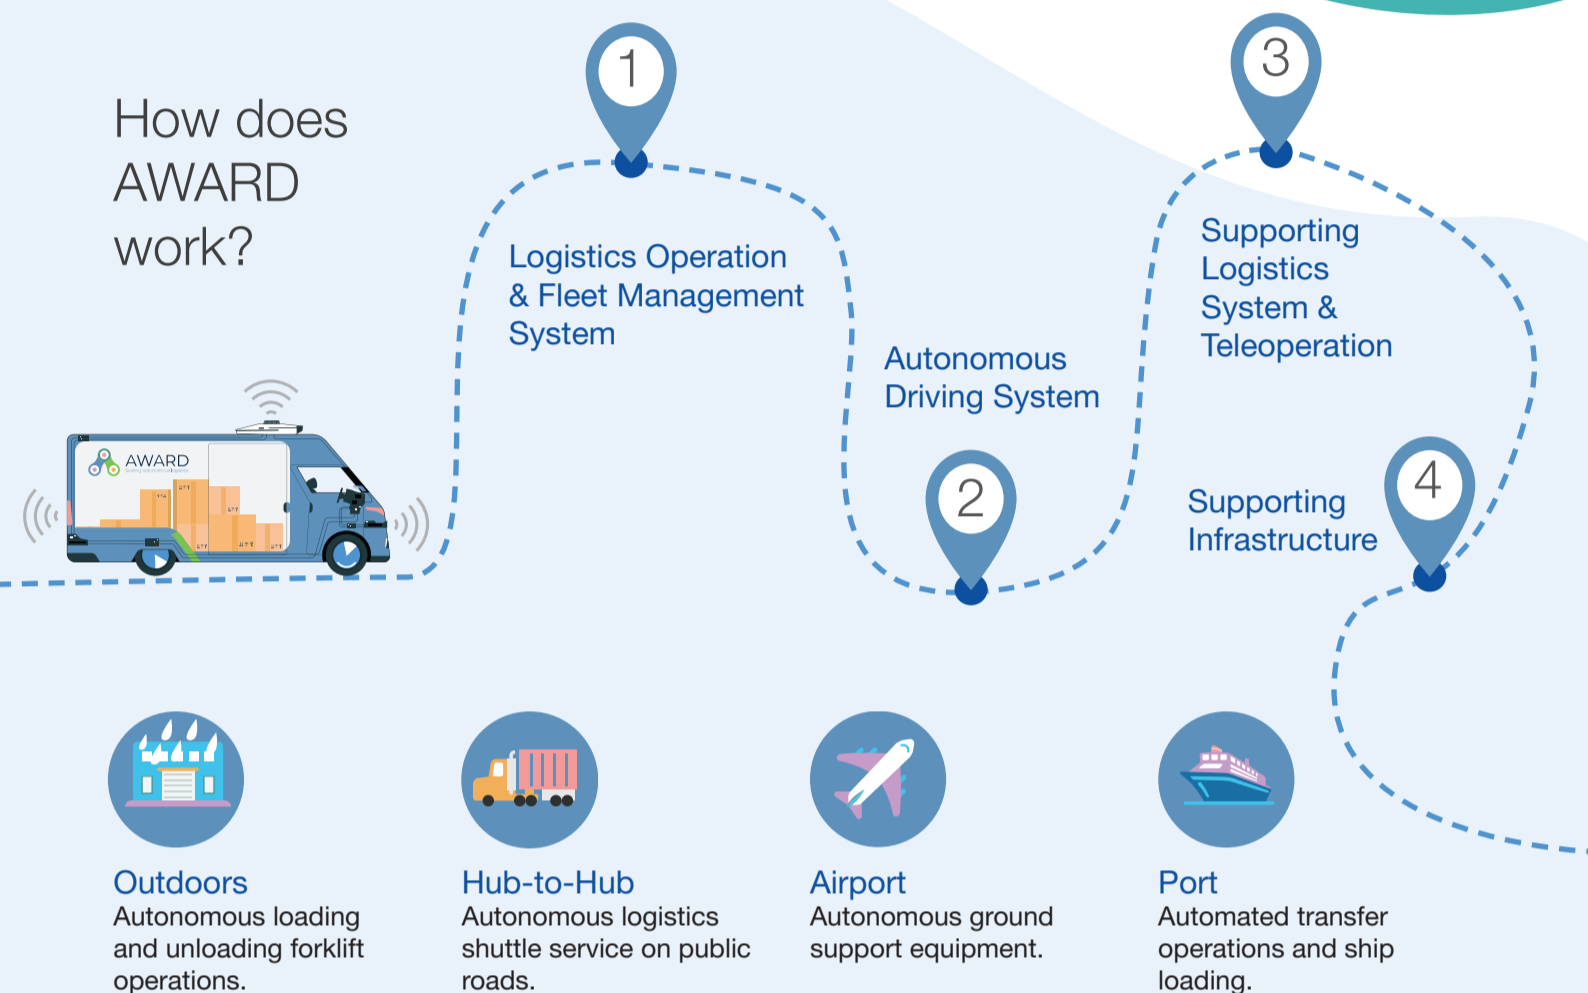 How does
AWARD
work?
1
Logistics Operation
& Fleet Management
System
Autonomous
Driving System
2
3
Supporting
Logistics
System &
Teleoperation
Supporting
Infrastructure
4
AWARD
Outdoors
Autonomous loading
and unloading forklift
operations.
Hub-to-Hub
Autonomous logistics
shuttle service on public
roads.
Airport
Autonomous ground
support equipment.
Port
Automated transfer
operations and ship
loading.